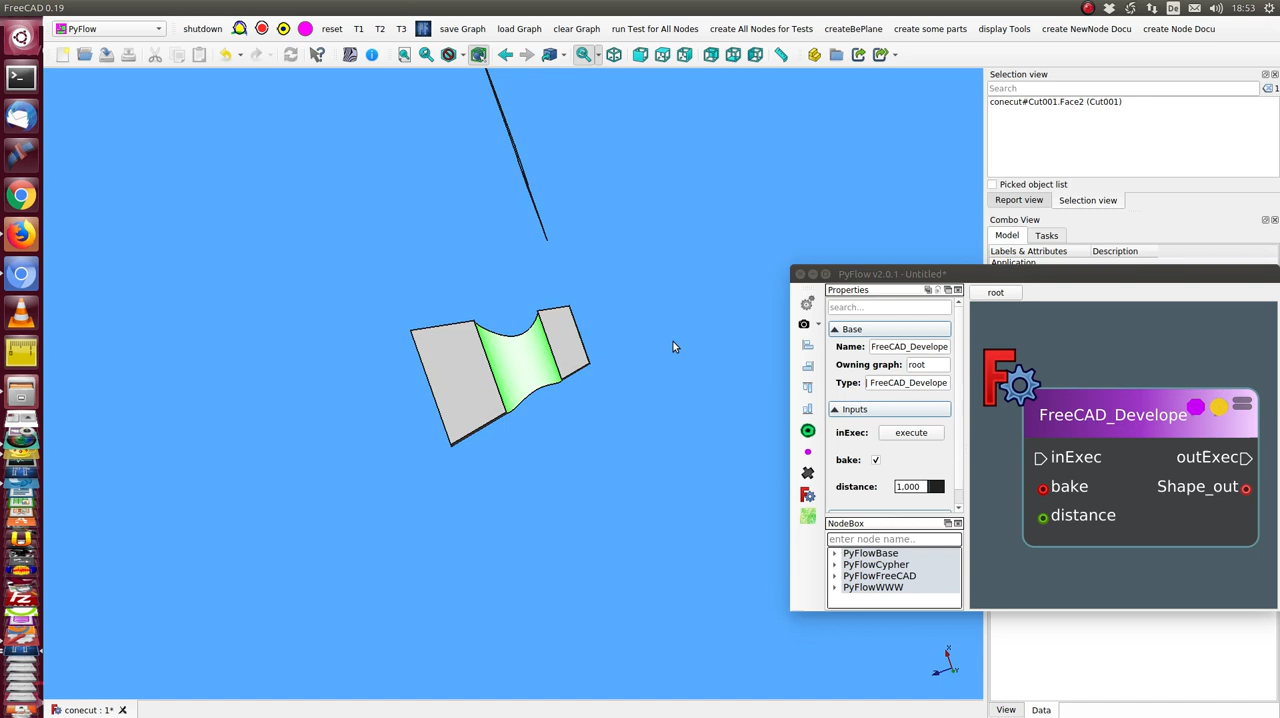 FreeCAD 0.19
De
18:53
PyFlow
shutdown
reset
T1
T2
T3
save Graph
load Graph
clear Graph
run Test for All Nodes
create All Nodes for Tests
createBePlane
create some parts
display Tools
create NewNode Docu
create Node Docu
Selection view
Search
1
conecut#Cut001.Face2 (Cut001)
Picked object list
Report view
Selection view
Combo View
Model
Tasks
Labels & Attributes
Description
Application
PyFlow v2.0.1 - Untitled*
Properties
root
search...
Base
Name:
FreeCAD_Develope
Owning graph:
root
Type:
FreeCAD_Develope
Inputs
inExec:
execute
bake:
distance:
1,000
NodeBox
enter node name..
PyFlowBase
PyFlowCypher
PyFlowFreeCAD
PyFlowWWW
FreeCAD_Develope
inExec
outExec
bake
Shape_out
distance
X
Y
conecut : 1*
View
Data